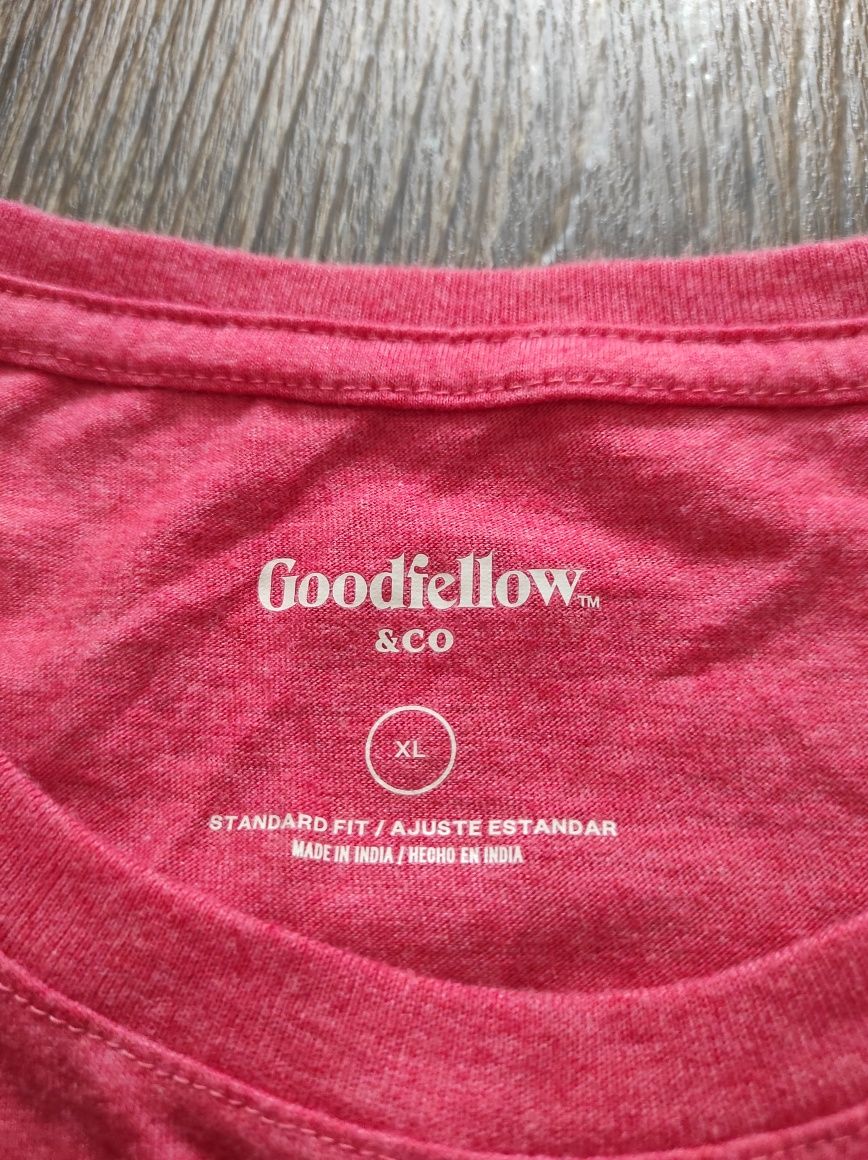 Goodfellow™
&CO
XL
STANDARD FIT / AJUSTE ESTANDAR
MADE IN INDIA / HECHO EN INDIA